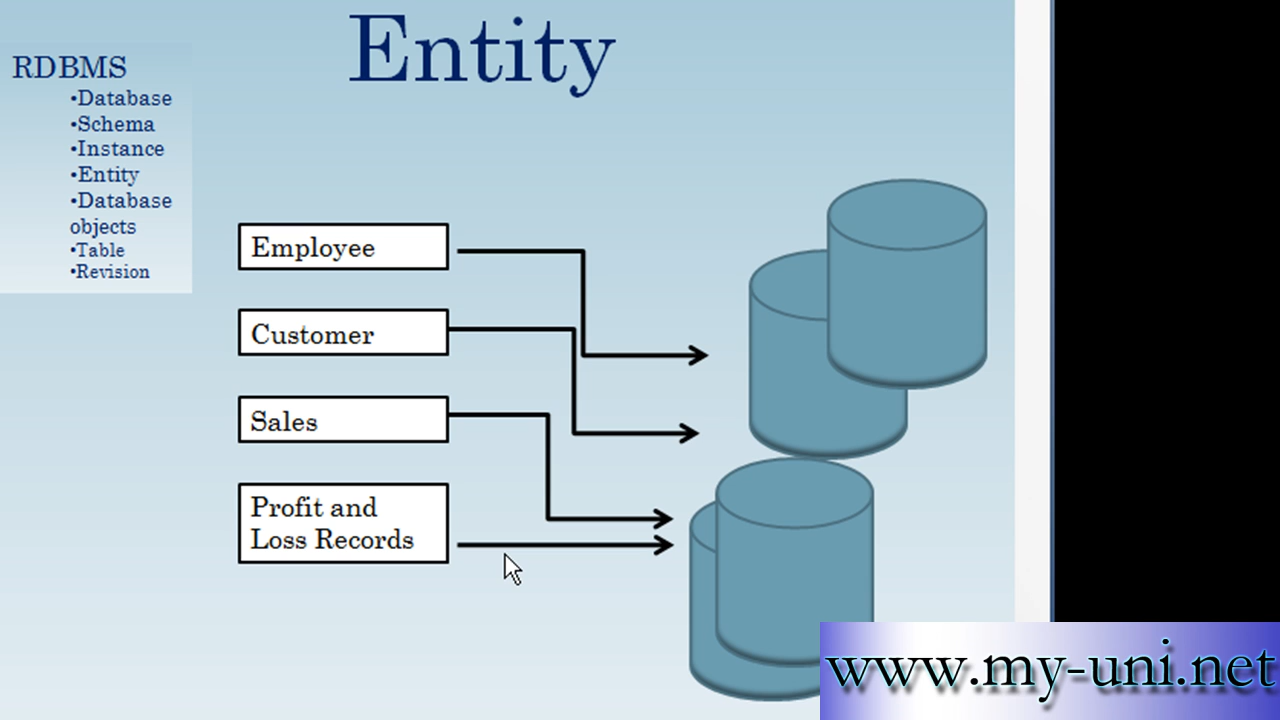 Entity
RDBMS
•Database
•Schema
•Instance
•Entity
•Database
objects
•Table
•Revision
Employee
Customer
Sales
Profit and
Loss Records
www.my-uni.net